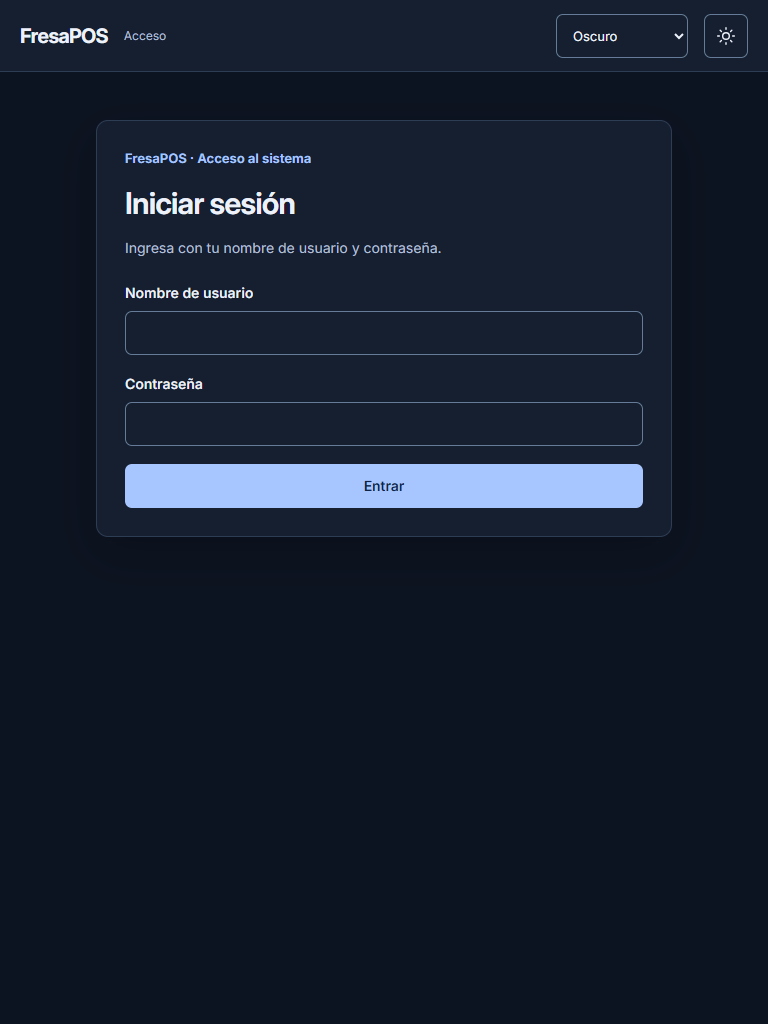 FresaPOS Acceso Oscuro
FresaPOS · Acceso al sistema
Iniciar sesión
Ingresa con tu nombre de usuario y contraseña.
Nombre de usuario
Contraseña
Entrar